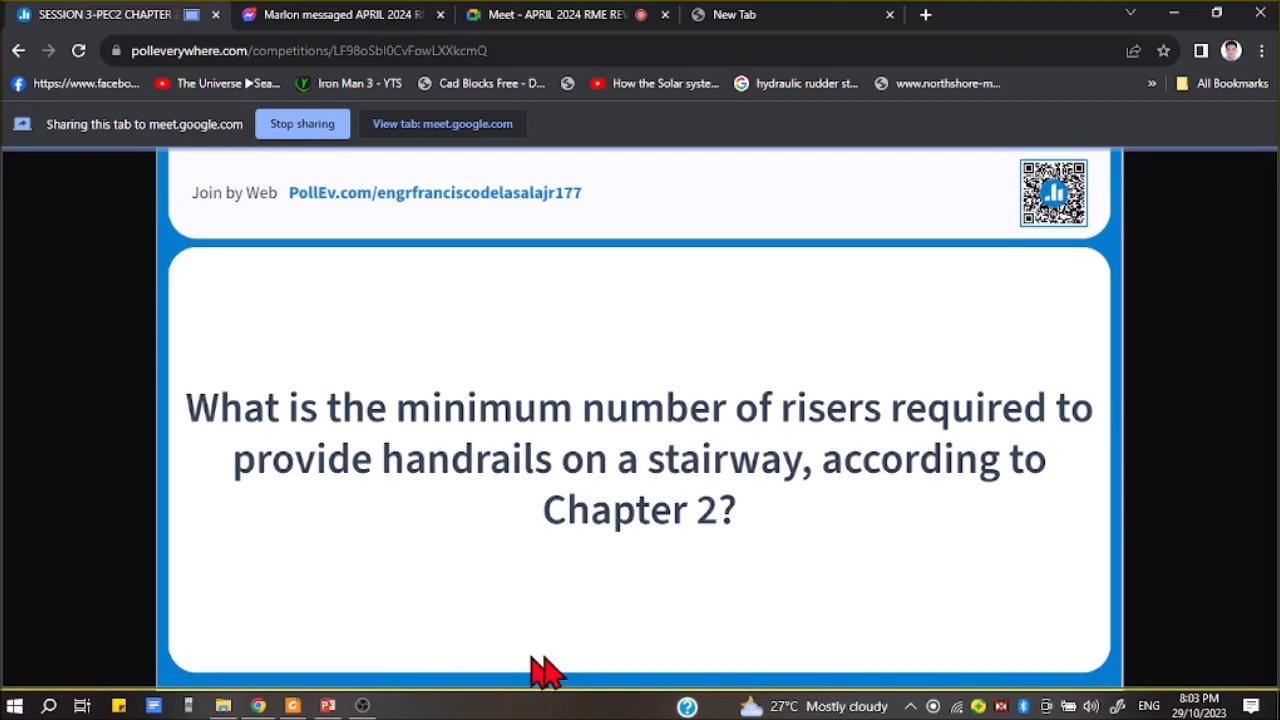 SESSION 3-PEC2 CHAPTER 2
Marlon messaged APRIL 2024 R
Meet - APRIL 2024 RME REV
New Tab
polleverywhere.com/competitions/LF98oSbI0CvFowLXXkcmQ
https://www.facebo...
The Universe ▶Sea...
Iron Man 3 - YTS
Cad Blocks Free - D...
How the Solar syste...
hydraulic rudder st...
www.northshore-m...
»
All Bookmarks
Sharing this tab to meet.google.com
Stop sharing
View tab: meet.google.com
Join by Web PollEv.com/engrfranciscodelasalajr177
What is the minimum number of risers required to
provide handrails on a stairway, according to
Chapter 2?
27°C Mostly cloudy
ENG
8:03 PM
29/10/2023